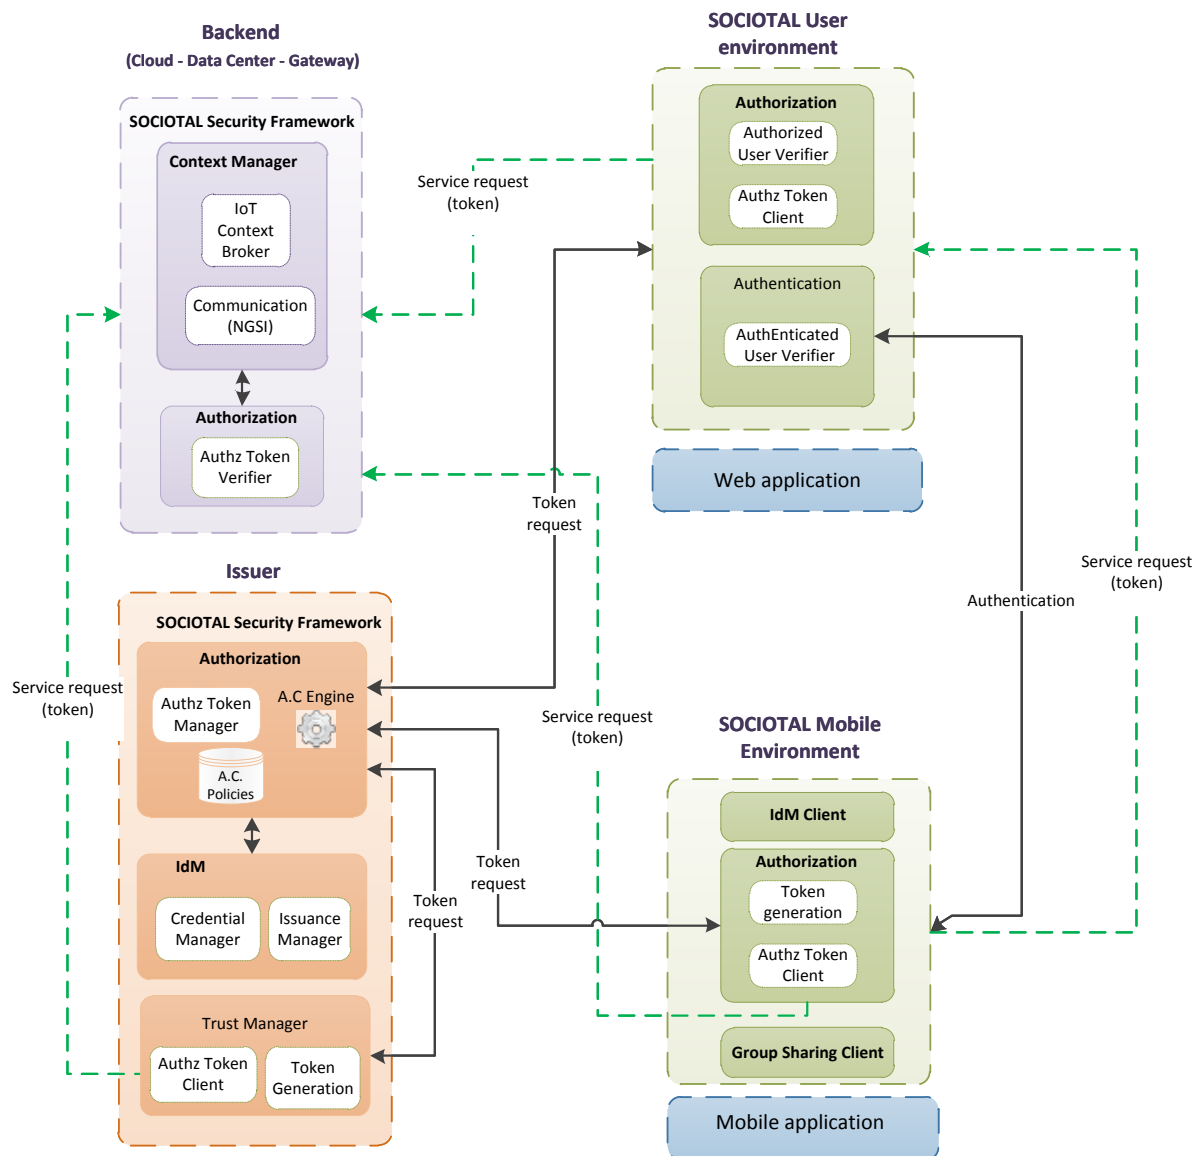 Backend
(Cloud - Data Center - Gateway)
SOCIOTAL Security Framework
Context Manager
IoT
Context
Broker
Communication
(NGSI)
Authorization
Authz Token
Verifier
Service request
(token)
SOCIOTAL User
environment
Authorization
Authorized
User Verifier
Authz Token
Client
Authentication
AuthEnticated
User Verifier
Web application
Token
request
Service request
(token)
Authentication
Issuer
SOCIOTAL Security Framework
Authorization
Authz Token
Manager
A.C Engine
A.C.
Policies
IdM
Credential
Manager
Issuance
Manager
Trust Manager
Authz Token
Client
Token
Generation
Service request
(token)
Token
request
Token
request
Service request
(token)
SOCIOTAL Mobile
Environment
IdM Client
Authorization
Token
generation
Authz Token
Client
Group Sharing Client
Mobile application